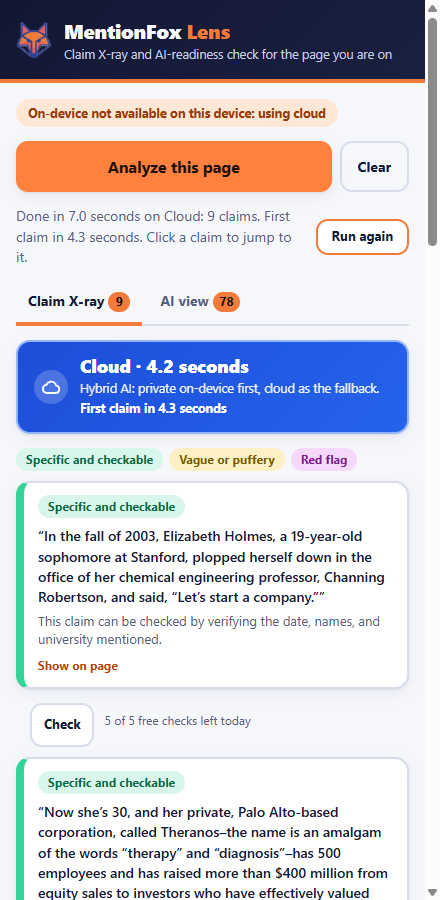 MentionFox Lens
Claim X-ray and AI-readiness check for the page you are on
On-device not available on this device: using cloud
Analyze this page
Clear
Done in 7.0 seconds on Cloud: 9 claims. First
claim in 4.3 seconds. Click a claim to jump to
it.
Run again
Claim X-ray 9
AI view 78
Cloud · 4.2 seconds
Hybrid AI: private on-device first, cloud as the fallback.
First claim in 4.3 seconds
Specific and checkable
Vague or puffery
Red flag
Specific and checkable
“In the fall of 2003, Elizabeth Holmes, a 19-year-old
sophomore at Stanford, plopped herself down in the
office of her chemical engineering professor, Channing
Robertson, and said, “Let’s start a company.””
This claim can be checked by verifying the date, names, and
university mentioned.
Show on page
Check
5 of 5 free checks left today
Specific and checkable
“Now she’s 30, and her private, Palo Alto-based
corporation, called Theranos–the name is an amalgam
of the words “therapy” and “diagnosis”–has 500
employees and has raised more than $400 million from
equity sales to investors who have effectively valued